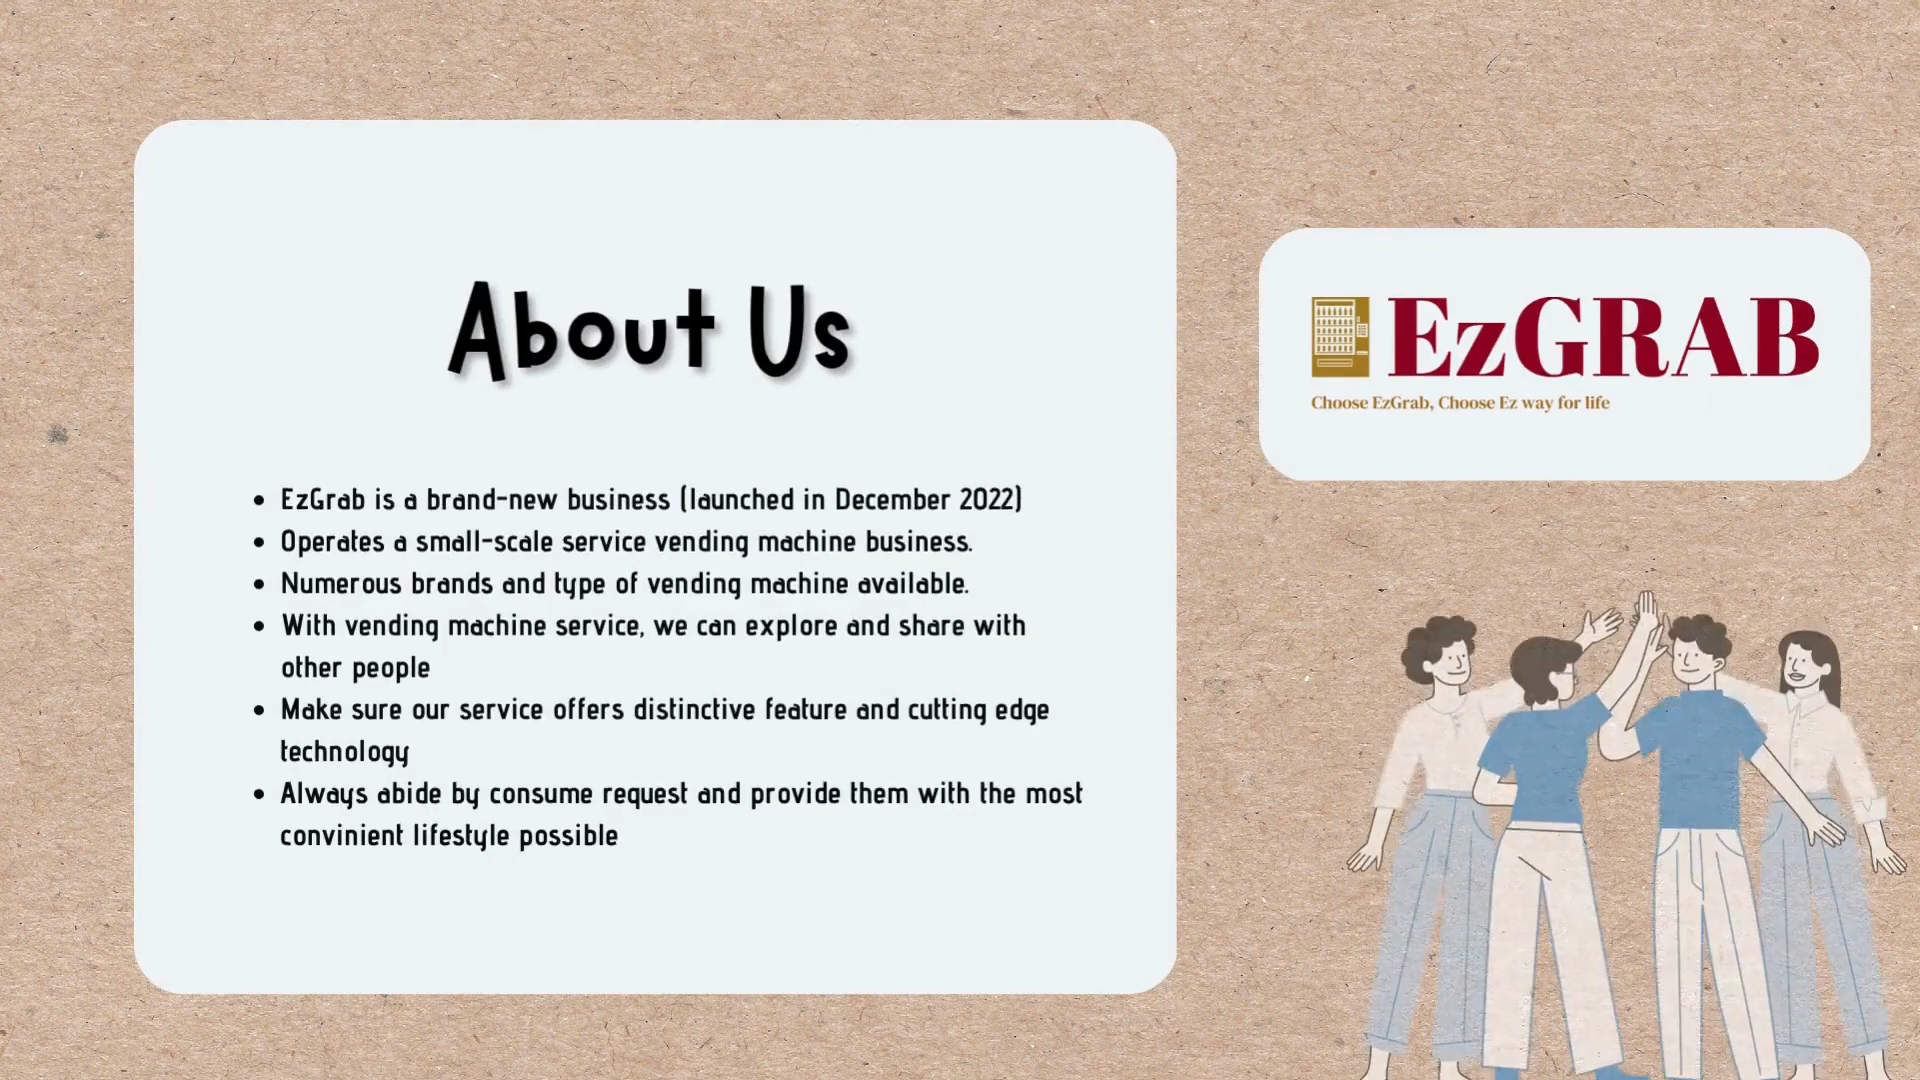 About Us
• EzGrab is a brand-new business (launched in December 2022)
• Operates a small-scale service vending machine business.
• Numerous brands and type of vending machine available.
• With vending machine service, we can explore and share with
other people
• Make sure our service offers distinctive feature and cutting edge
technology
• Always abide by consume request and provide them with the most
convinient lifestyle possible
EzGRAB
Choose EzGrab, Choose Ez way for life